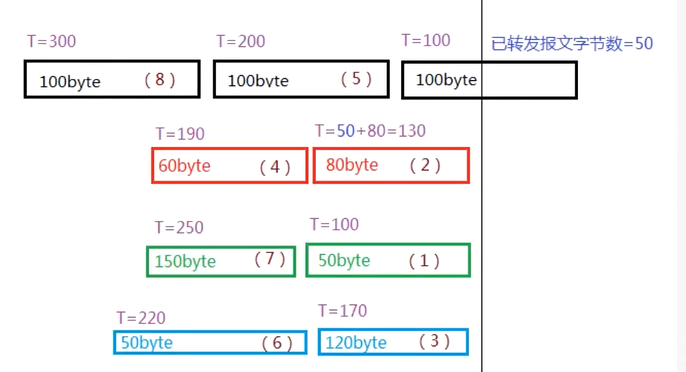 T=300 T=200 T=100 已转发报文字节数=50
100byte (8) 100byte (5) 100byte
T=190 T=50+80=130
60byte (4) 80byte (2)
T=250 T=100
150byte (7) 50byte (1)
T=220 T=170
50byte (6) 120byte (3)